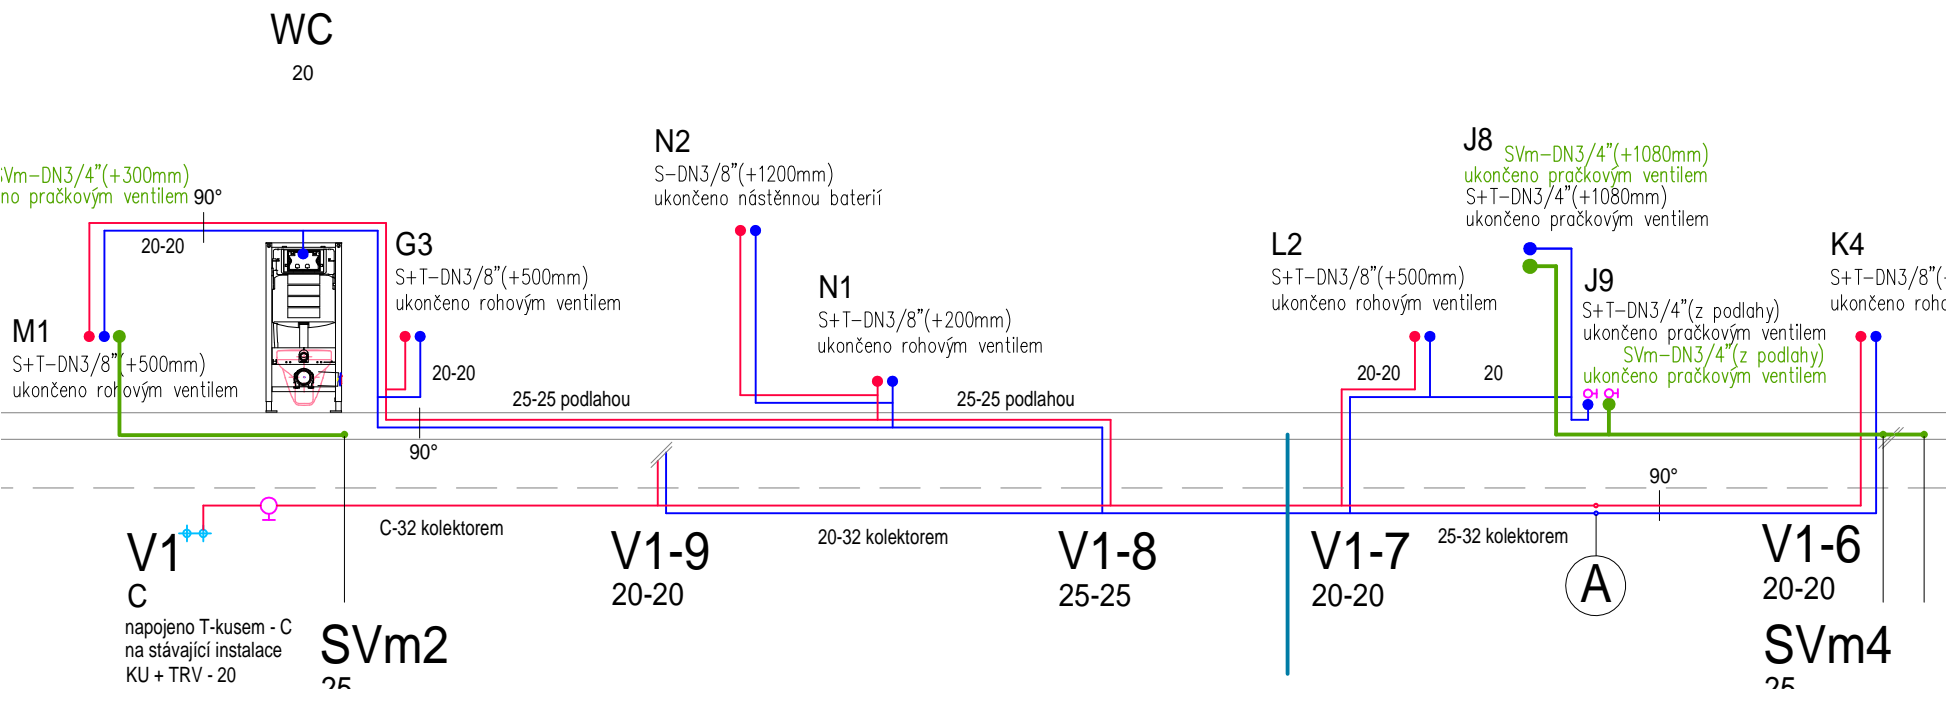 WC
20
SVm-DN3/4"(+300mm)
no pračkovým ventilem
90°
20-20
M1
S+T-DN3/8"(+500mm)
ukončeno rohovým ventilem
G3
S+T-DN3/8"(+500mm)
ukončeno rohovým ventilem
20-20
N2
S-DN3/8"(+1200mm)
ukončeno nástěnnou baterií
N1
S+T-DN3/8"(+200mm)
ukončeno rohovým ventilem
25-25 podlahou
25-25 podlahou
90°
L2
S+T-DN3/8"(+500mm)
ukončeno rohovým ventilem
20-20
20
J8
SVm-DN3/4"(+1080mm)
ukončeno pračkovým ventilem
S+T-DN3/4"(+1080mm)
ukončeno pračkovým ventilem
J9
S+T-DN3/4"(z podlahy)
ukončeno pračkovým ventilem
SVm-DN3/4"(z podlahy)
ukončeno pračkovým ventilem
K4
S+T-DN3/8"(
ukončeno roho
90°
C-32 kolektorem
20-32 kolektorem
25-32 kolektorem
V1
C
napojeno T-kusem - C
na stávající instalace
KU + TRV - 20
SVm2
25
V1-9
20-20
V1-8
25-25
V1-7
20-20
A
V1-6
20-20
SVm4
25